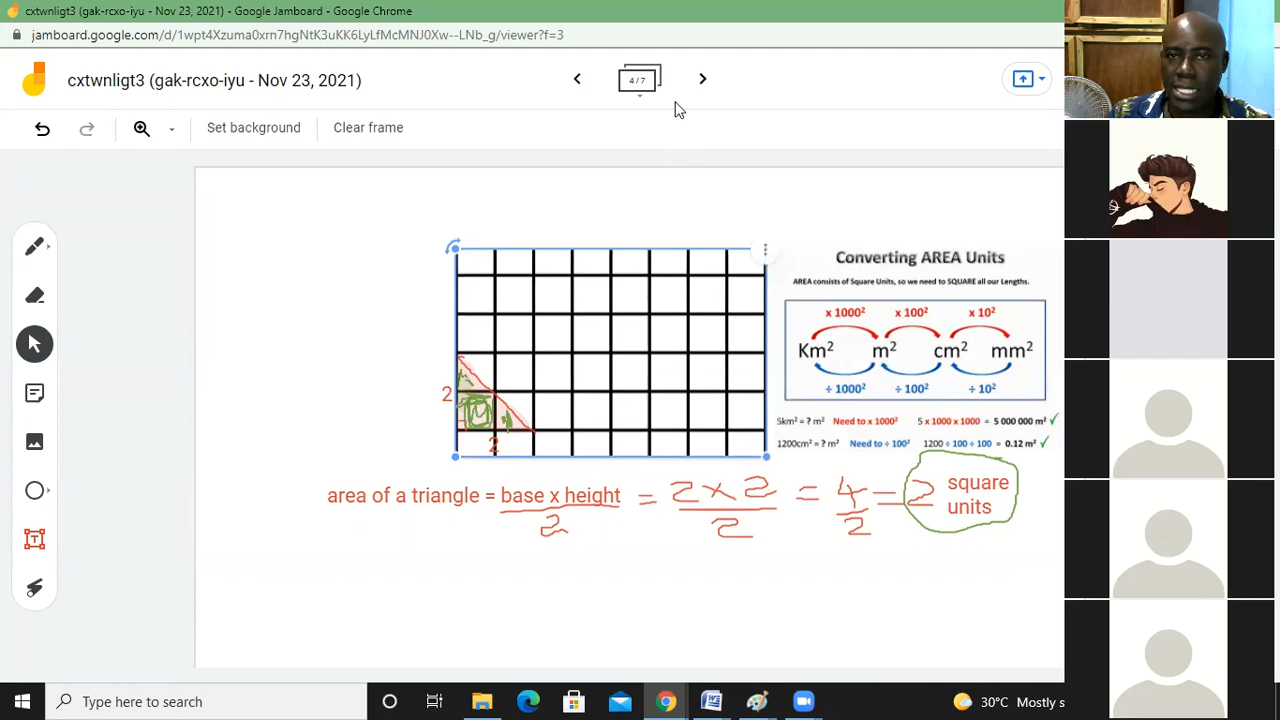 cxtwnligt3 (gak-rcxo-iyu - Nov 23, 2021) - Google Jamboard - Google Chrome
jamboard.google.com/d/1wpt4Xzuma0xrn7hgNtK3uKK6L
McMNJ0Xw--LNb_g/viewer?f=3
cxtwnligt3 (gak-rcxo-iyu - Nov 23, 2021)
4 / 7
Set background
Clear frame
Converting AREA Units
AREA consists of Square Units, so we need to SQUARE all our Lengths.
x 1000² x 100² x 10²
Km² m² cm² mm²
÷ 1000² ÷ 100² ÷ 10²
5km² = ? m² Need to x 1000² 5 x 1000 x 1000 = 5 000 000 m² ✓
1200cm² = ? m² Need to ÷ 100² 1200 ÷ 100 ÷ 100 = 0.12 m² ✓
2
2
area of a triangle = base x height / 2 = 2 x 2 / 2 = 4 / 2 = 2 square units
Type here to search
30°C Mostly s